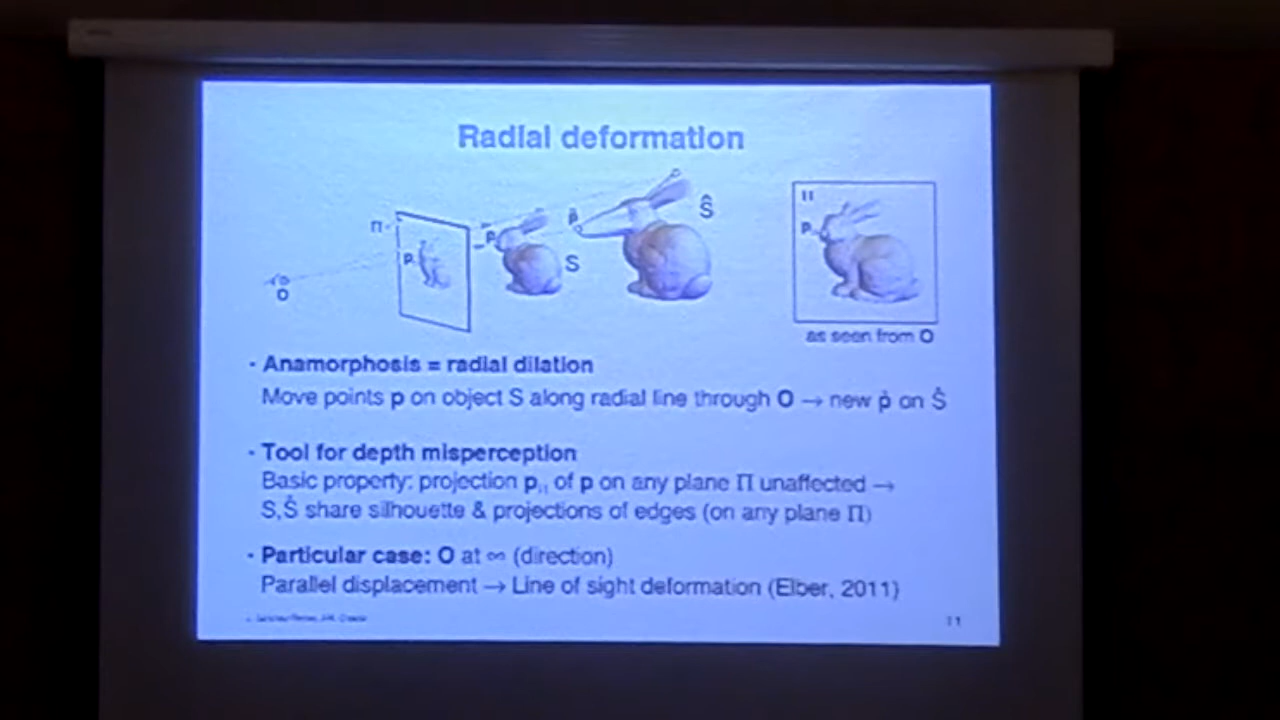 Radial deformation
Π
p
O
p
S
p̂
Ŝ
Π
p
as seen from O
· Anamorphosis = radial dilation
Move points p on object S along radial line through O → new p̂ on Ŝ
· Tool for depth misperception
Basic property: projection p of p on any plane Π unaffected →
S,Ŝ share silhouette & projections of edges (on any plane Π)
· Particular case: O at ∞ (direction)
Parallel displacement → Line of sight deformation (Elber, 2011)
11